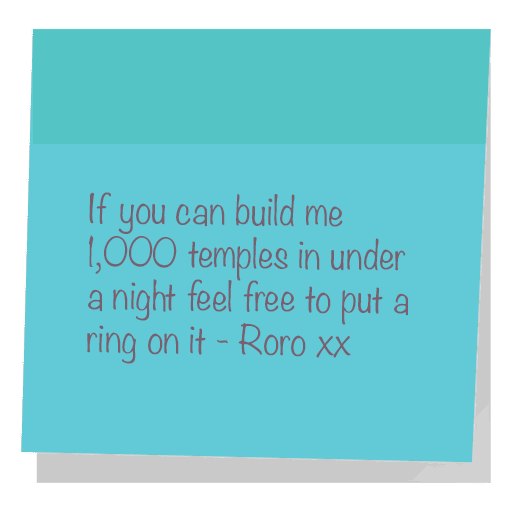 If you can build me
1,000 temples in under
a night feel free to put a
ring on it - Roro xx